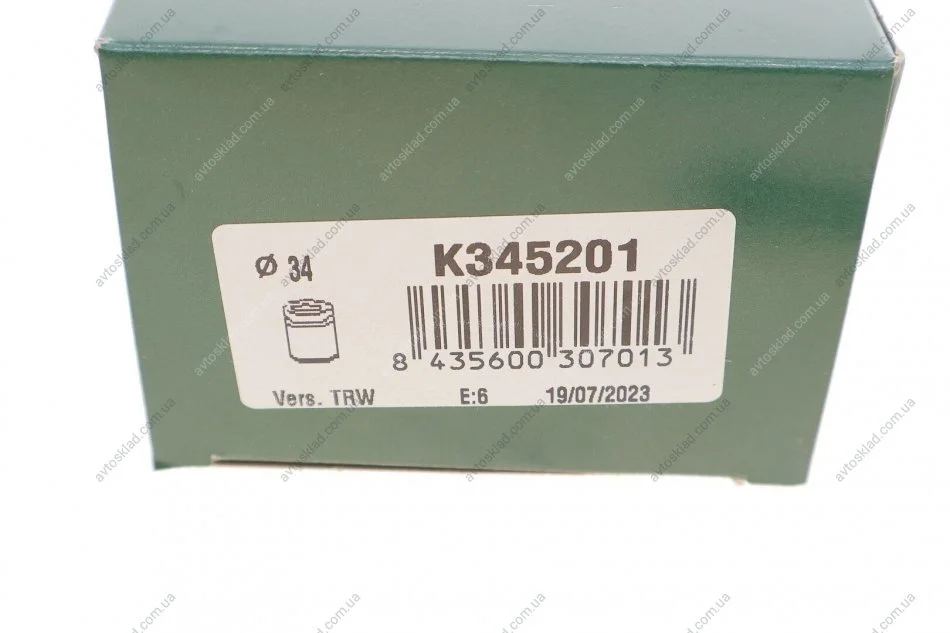 K345201
Ø 34
8 435600 307013
Vers. TRW E:6 19/07/2023
avtosklad.com.ua